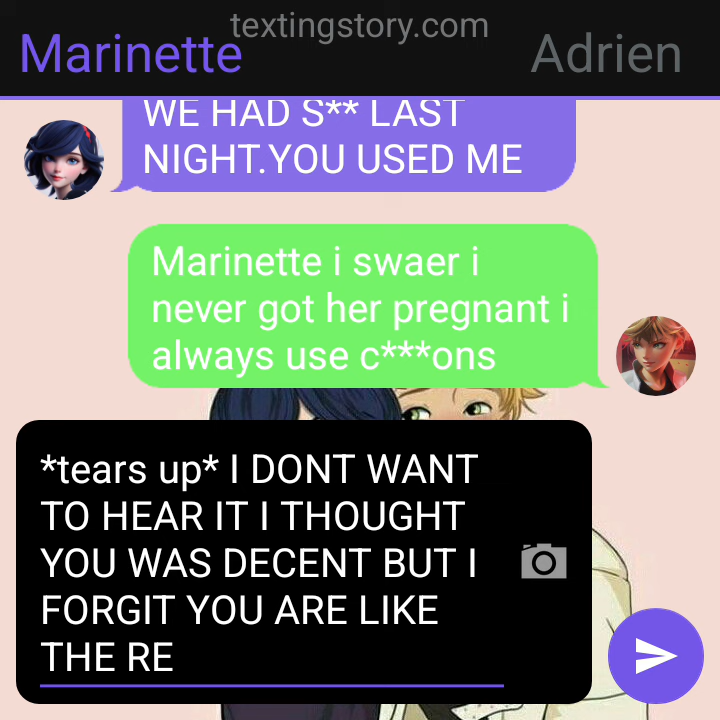 textingstory.com
Marinette
Adrien
WE HAD S** LAST
NIGHT.YOU USED ME
Marinette i swaer i
never got her pregnant i
always use c***ons
*tears up* I DONT WANT
TO HEAR IT I THOUGHT
YOU WAS DECENT BUT I
FORGIT YOU ARE LIKE
THE RE